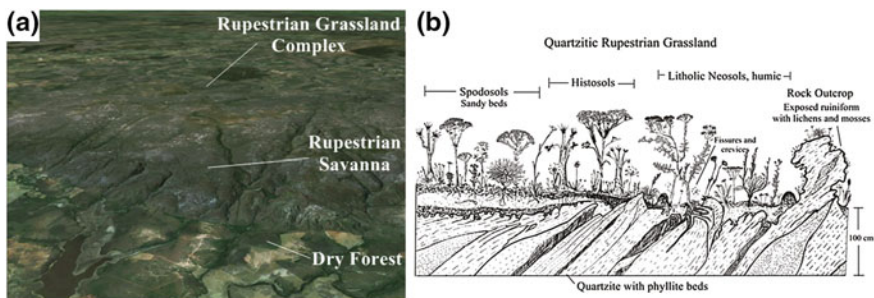 (a)
Rupestrian Grassland
Complex
Rupestrian
Savanna
Dry Forest
(b)
Quartzitic Rupestrian Grassland
Spodosols
Sandy beds
Histosols
Litholic Neosols, humic
Rock Outcrop
Exposed ruiniform
with lichens and mosses
Fissures and
crevices
100 cm
Quartzite with phyllite beds